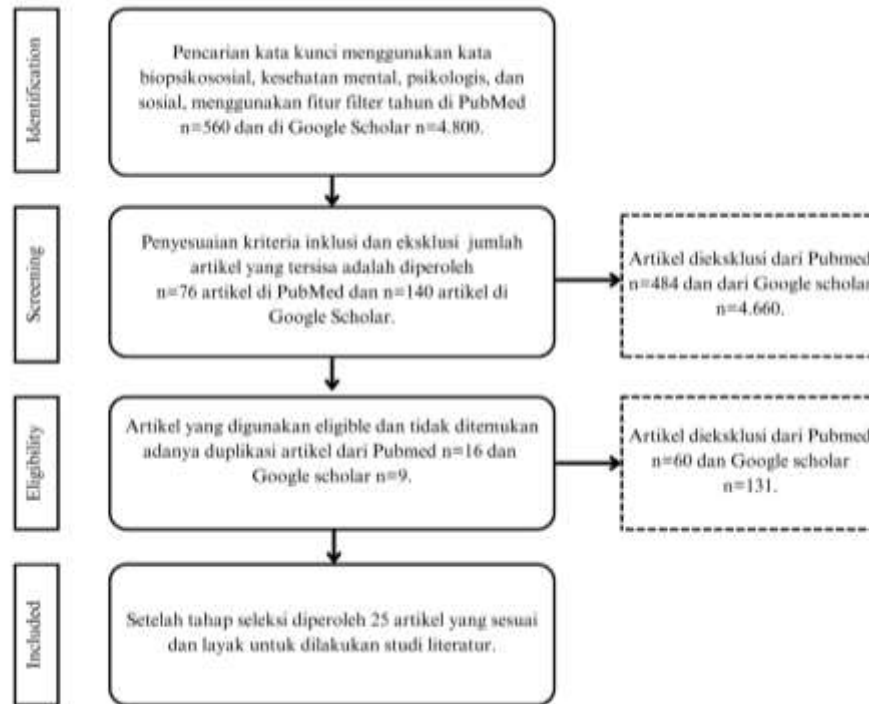 Identification
Pencarian kata kunci menggunakan kata
biopsikososial, kesehatan mental, psikologis, dan
sosial, menggunakan fitur filter tahun di PubMed
n=560 dan di Google Scholar n=4.800.
Screening
Penyesuaian kriteria inklusi dan eksklusi jumlah
artikel yang tersisa adalah diperoleh
n=76 artikel di PubMed dan n=140 artikel di
Google Scholar.
Artikel dieksklusi dari Pubmed
n=484 dan dari Google scholar
n=4.660.
Eligibility
Artikel yang digunakan eligible dan tidak ditemukan
adanya duplikasi artikel dari Pubmed n=16 dan
Google scholar n=9.
Artikel dieksklusi dari Pubmed
n=60 dan Google scholar
n=131.
Included
Setelah tahap seleksi diperoleh 25 artikel yang sesuai
dan layak untuk dilakukan studi literatur.